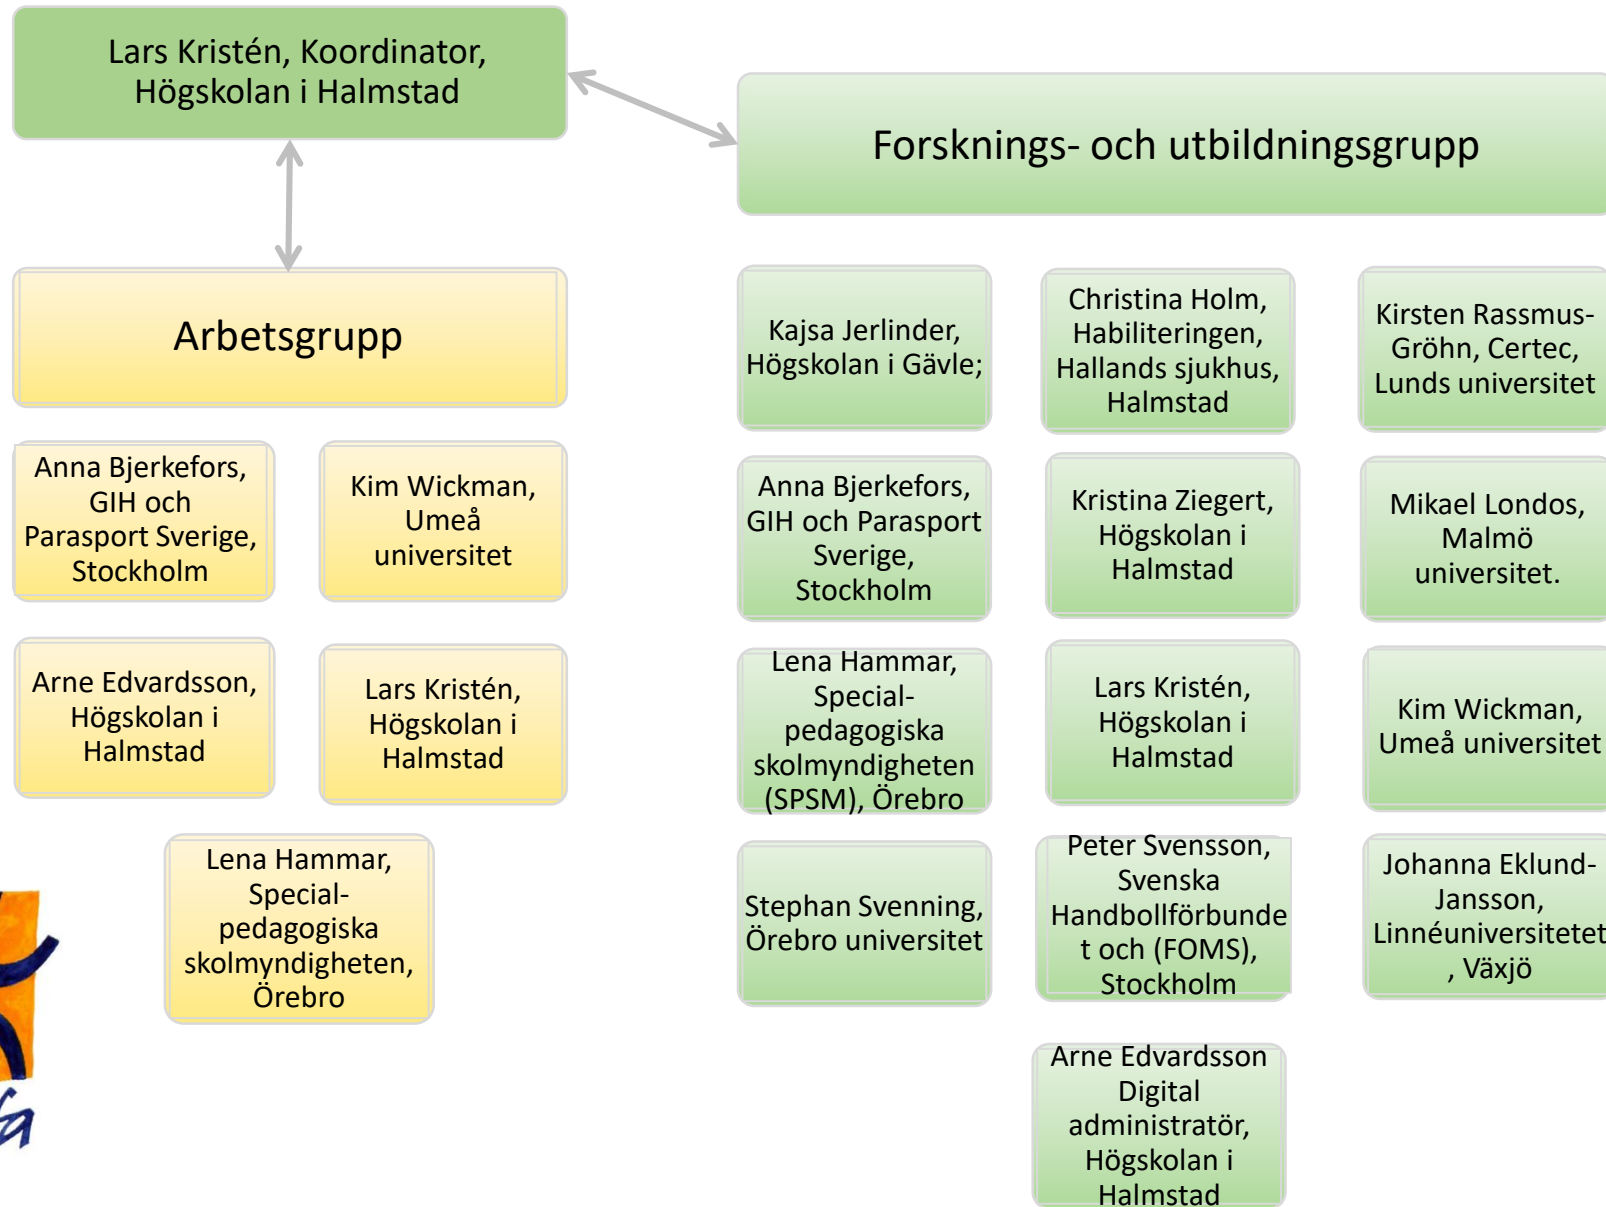 Lars Kristén, Koordinator,
Högskolan i Halmstad
Forsknings- och utbildningsgrupp
Arbetsgrupp
Anna Bjerkefors,
GIH och
Parasport Sverige,
Stockholm
Kim Wickman,
Umeå
universitet
Arne Edvardsson,
Högskolan i
Halmstad
Lars Kristén,
Högskolan i
Halmstad
Lena Hammar,
Special-
pedagogiska
skolmyndigheten,
Örebro
Kajsa Jerlinder,
Högskolan i Gävle;
Christina Holm,
Habiliteringen,
Hallands sjukhus,
Halmstad
Kirsten Rassmus-
Gröhn, Certec,
Lunds universitet
Anna Bjerkefors,
GIH och Parasport
Sverige,
Stockholm
Kristina Ziegert,
Högskolan i
Halmstad
Mikael Londos,
Malmö
universitet.
Lena Hammar,
Special-
pedagogiska
skolmyndigheten
(SPSM), Örebro
Lars Kristén,
Högskolan i
Halmstad
Kim Wickman,
Umeå universitet
Stephan Svenning,
Örebro universitet
Peter Svensson,
Svenska
Handbollförbunde
t och (FOMS),
Stockholm
Johanna Eklund-
Jansson,
Linnéuniversitetet
, Växjö
Arne Edvardsson
Digital
administratör,
Högskolan i
Halmstad